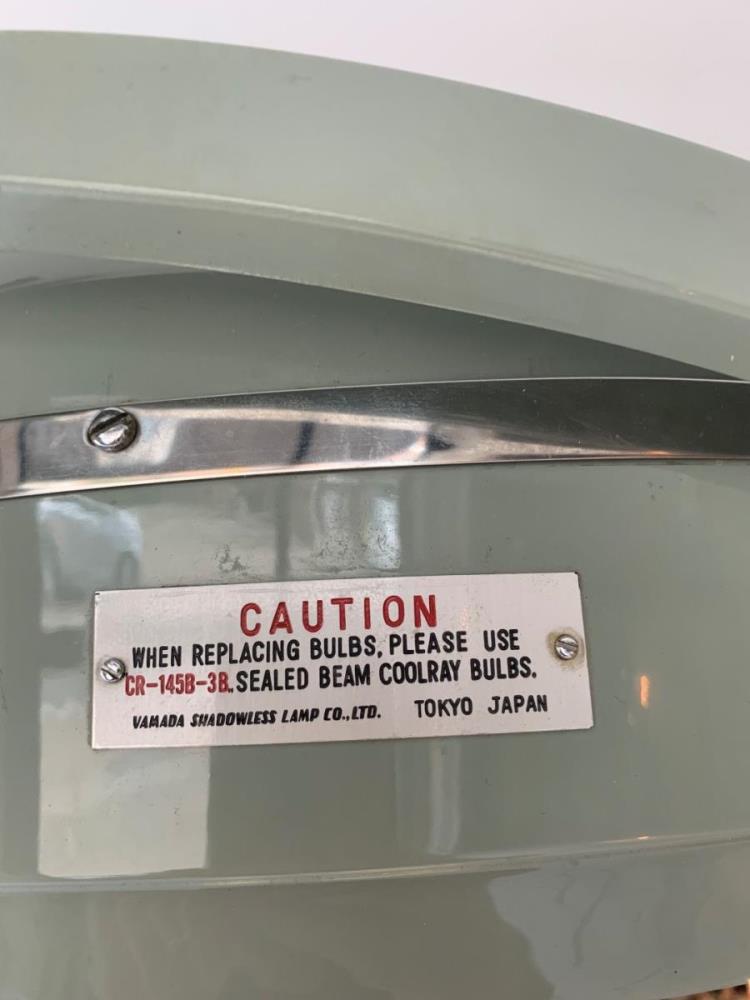 CAUTION
WHEN REPLACING BULBS, PLEASE USE
CR-145B-3B. SEALED BEAM COOLRAY BULBS.
YAMADA SHADOWLESS LAMP CO., LTD. TOKYO JAPAN